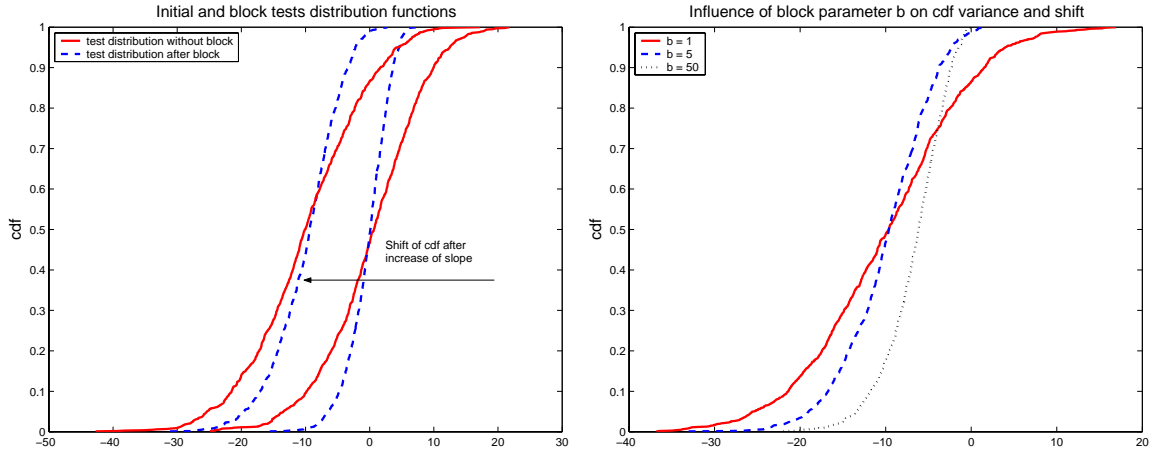 Initial and block tests distribution functions
test distribution without block
test distribution after block
Shift of cdf after
increase of slope
cdf
1
0.9
0.8
0.7
0.6
0.5
0.4
0.3
0.2
0.1
0
−50 −40 −30 −20 −10 0 10 20 30
Influence of block parameter b on cdf variance and shift
b = 1
b = 5
b = 50
cdf
1
0.9
0.8
0.7
0.6
0.5
0.4
0.3
0.2
0.1
0
−40 −30 −20 −10 0 10 20